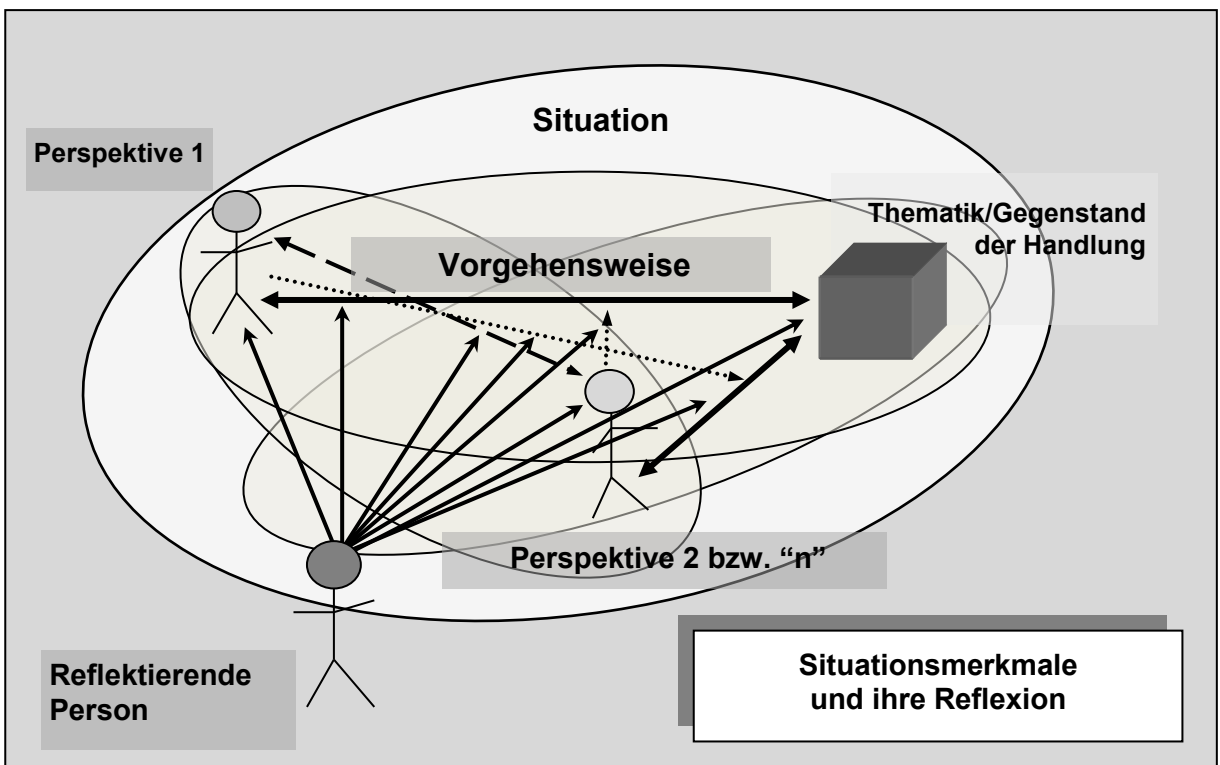 Situation
Perspektive 1
Thematik/Gegenstand
der Handlung
Vorgehensweise
Perspektive 2 bzw. “n”
Reflektierende
Person
Situationsmerkmale
und ihre Reflexion